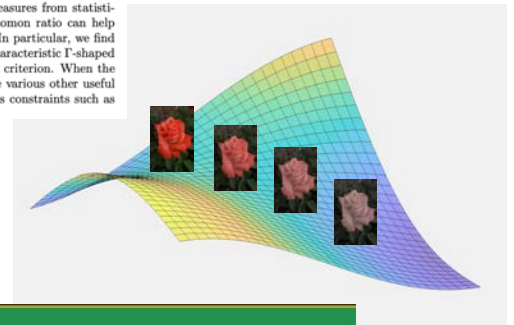 easures from statisti-
omon ratio can help
In particular, we find
aracteristic Γ-shaped
criterion. When the
e various other useful
s constraints such as